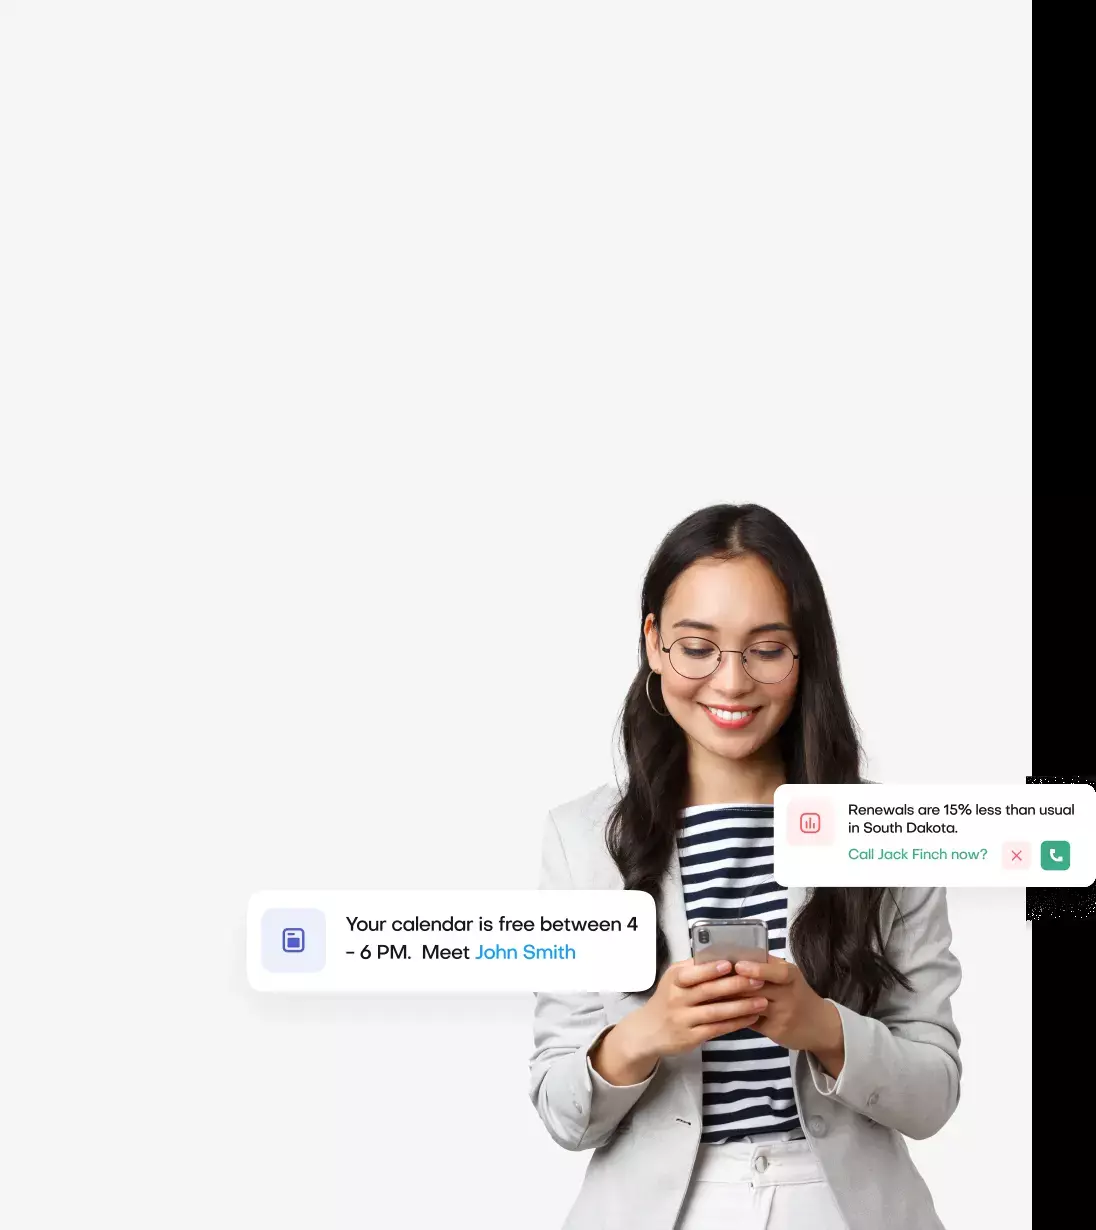 Renewals are 15% less than usual
in South Dakota.
Call Jack Finch now?
Your calendar is free between 4
- 6 PM. Meet John Smith